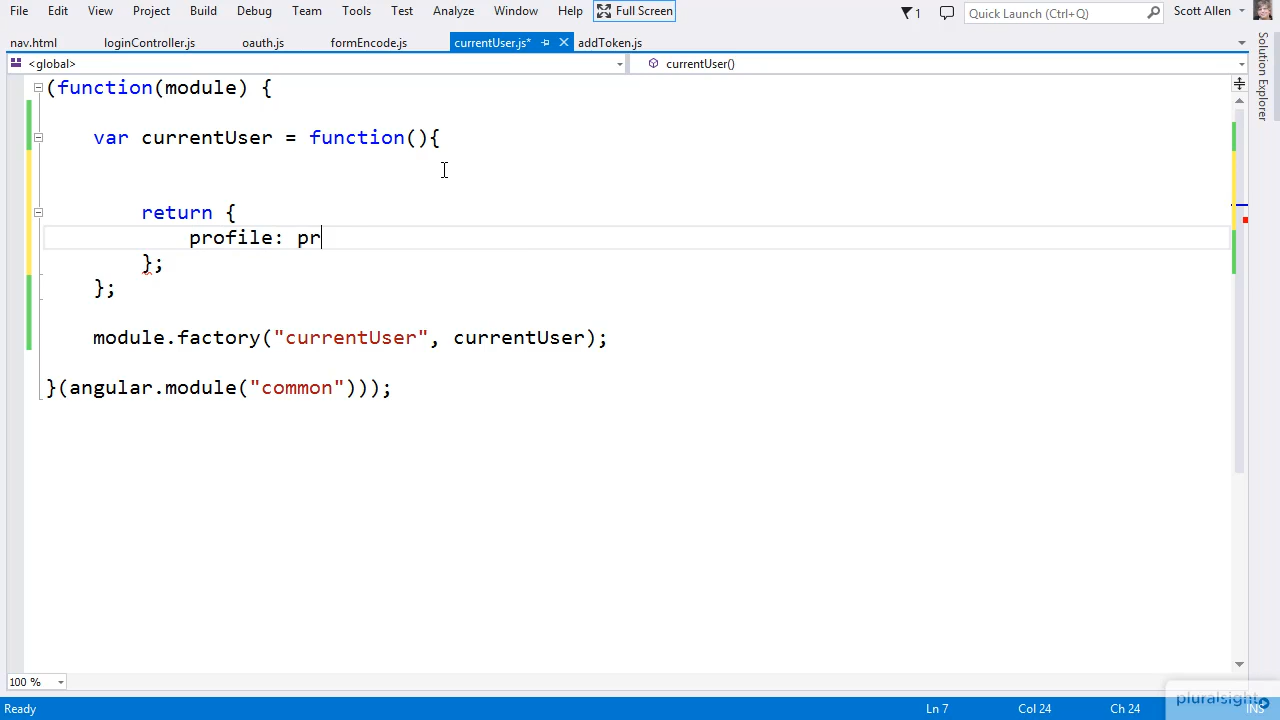 File Edit View Project Build Debug Team Tools Test Analyze Window Help Full Screen 1 Quick Launch (Ctrl+Q) Scott Allen
nav.html loginController.js oauth.js formEncode.js currentUser.js* addToken.js
<global> currentUser()
Solution Explorer
(function(module) {
var currentUser = function(){
return {
profile: pr
};
};
module.factory("currentUser", currentUser);
}(angular.module("common")));
100 %
pluralsight
Ready Ln 7 Col 24 Ch 24 INS